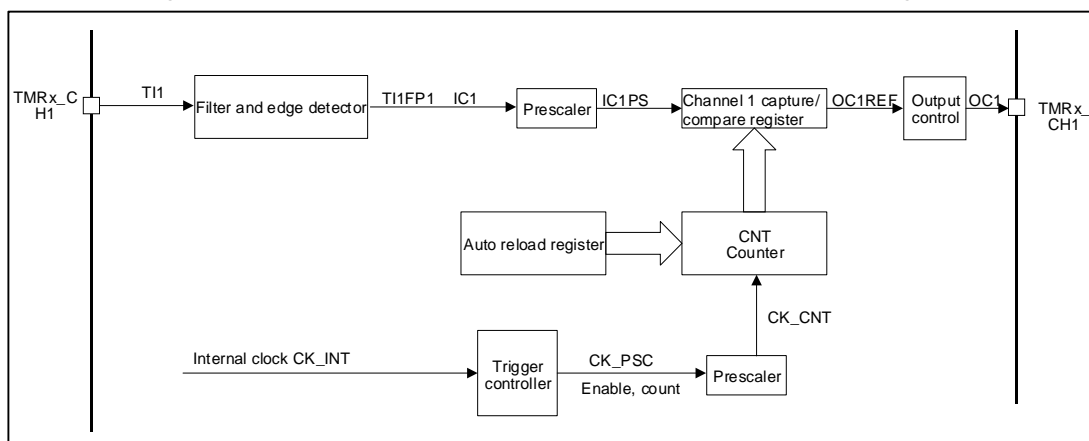 TMRx_C
H1
TI1
Filter and edge detector
TI1FP1
IC1
Prescaler
IC1PS
Channel 1 capture/
compare register
OC1REF
Output
control
OC1
TMRx_
CH1
Auto reload register
CNT
Counter
CK_CNT
Internal clock CK_INT
Trigger
controller
CK_PSC
Enable, count
Prescaler